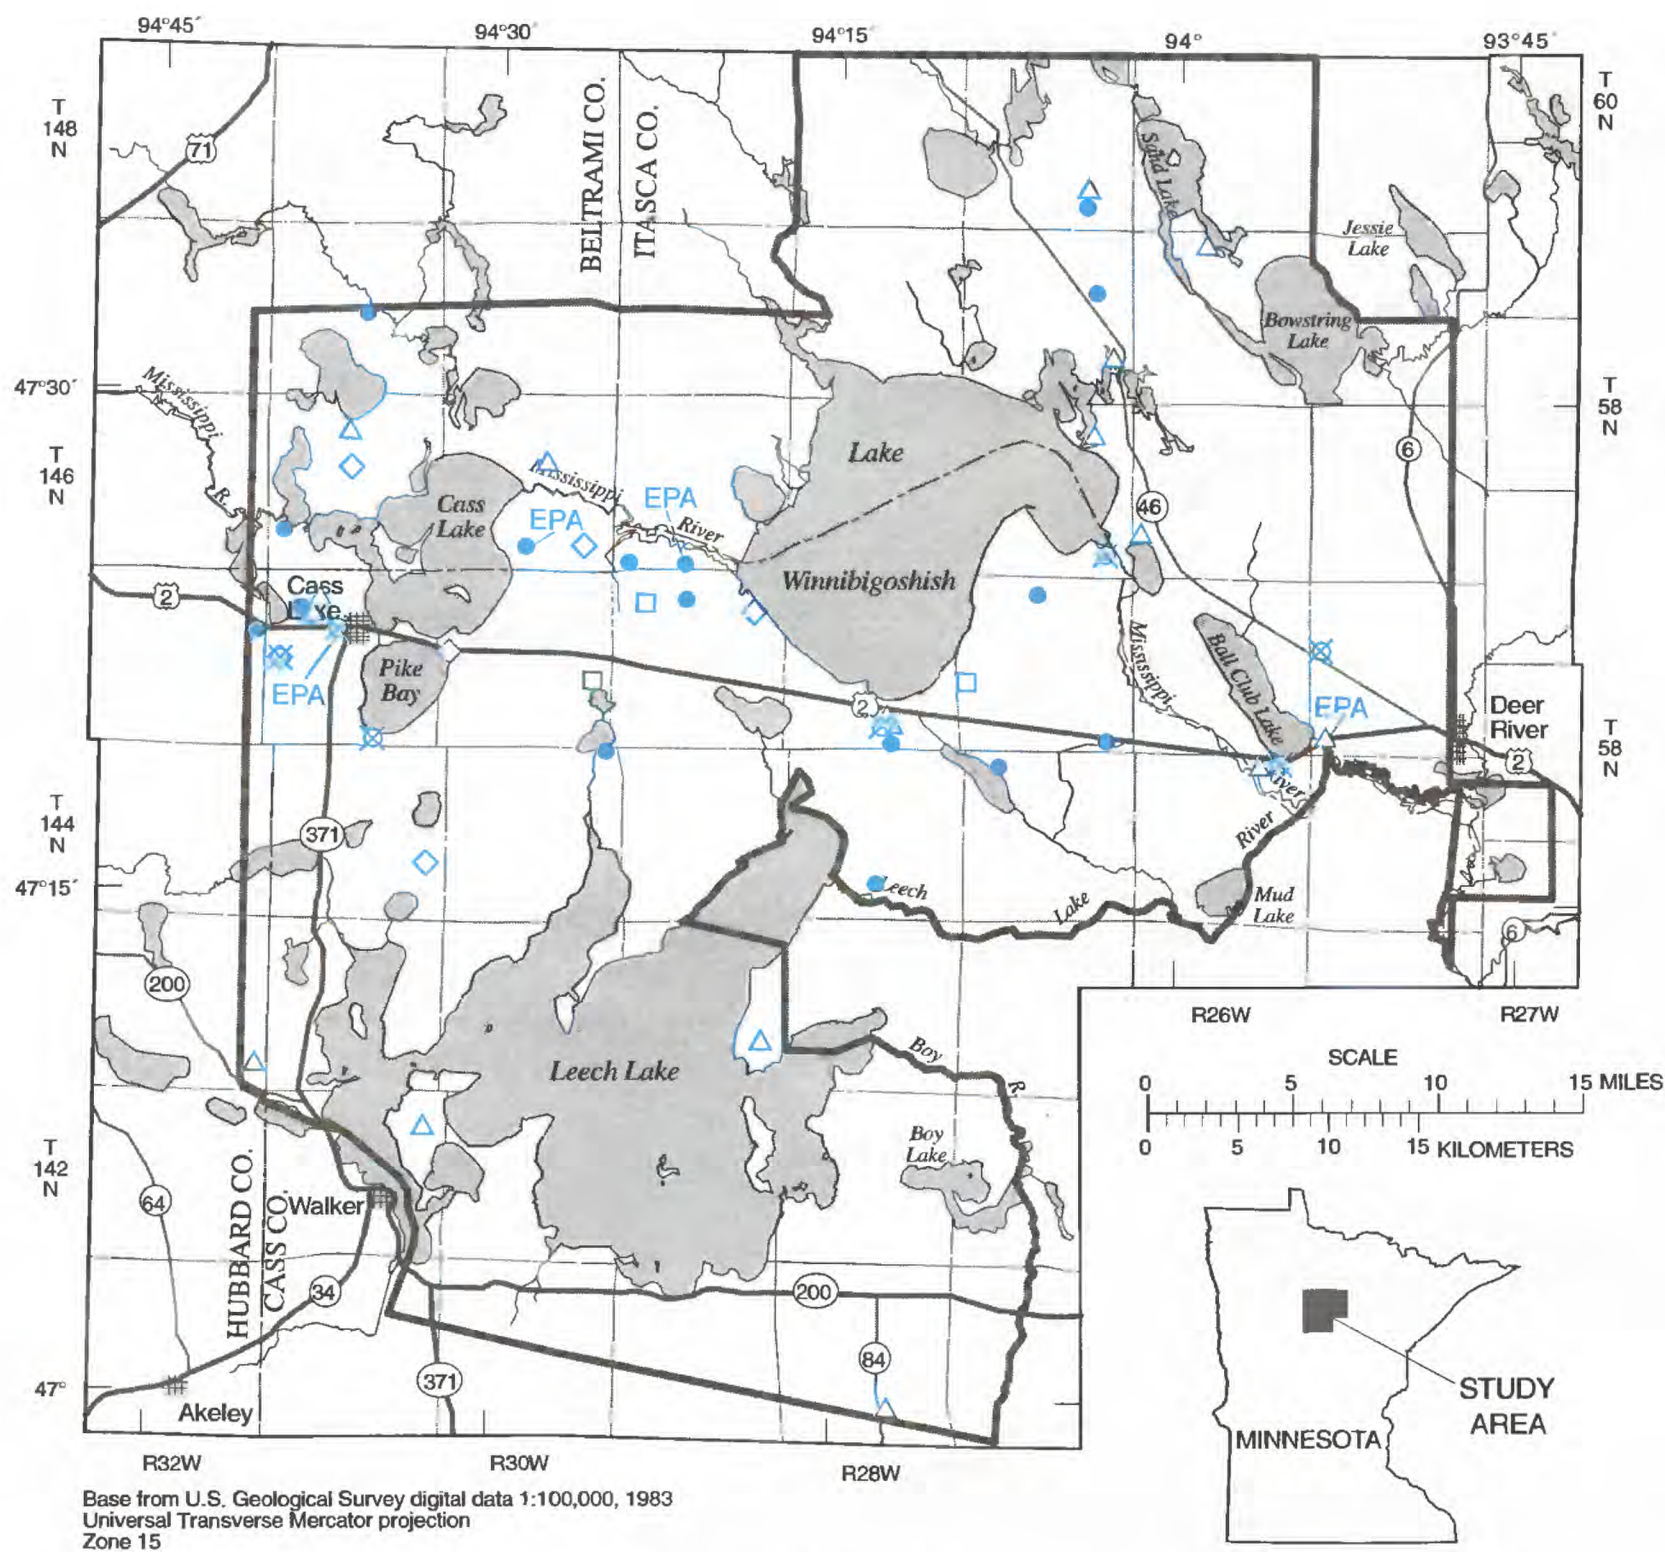 94°45´
94°30´
94°15´
94°
93°45´
T
148
N
T
60
N
71
BELTRAMI CO.
ITASCA CO.
Sand Lake
Jessie
Lake
Bowstring
Lake
47°30´
T
58
N
Mississippi
R.
T
146
N
6
Lake
Mississippi
River
EPA
EPA
Cass
Lake
46
Winnibigoshish
2
Cass
Mississippi
Ball Club Lake
EPA
Pike
Bay
EPA
Deer
River
2
2
T
58
N
River
River
T
144
N
371
47°15´
Leech
Lake
Mud
Lake
6
200
R26W
R27W
Boy
R.
Leech Lake
SCALE
0 5 10 15 MILES
0 5 10 15 KILOMETERS
Boy
Lake
T
142
N
64
HUBBARD CO.
CASS CO.
Walker
34
200
84
371
47°
Akeley
STUDY
AREA
MINNESOTA
R32W
R30W
R28W
Base from U.S. Geological Survey digital data 1:100,000, 1983
Universal Transverse Mercator projection
Zone 15